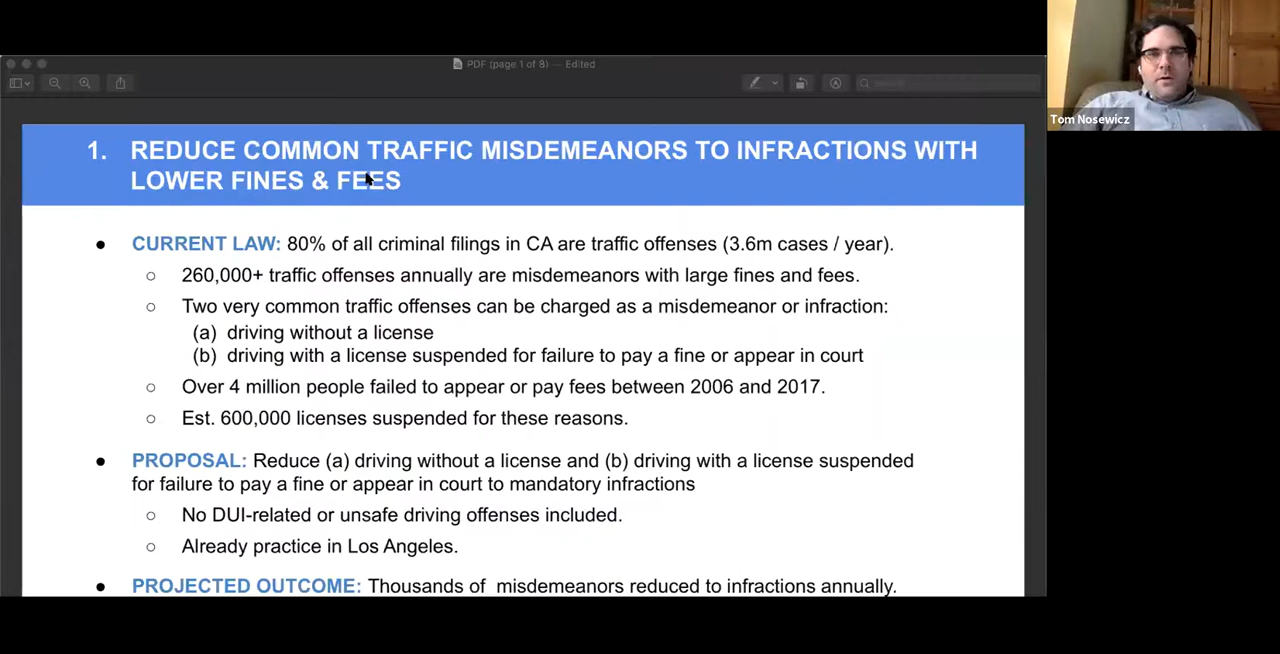 PDF (page 1 of 8) — Edited
Tom Nosewicz
1. REDUCE COMMON TRAFFIC MISDEMEANORS TO INFRACTIONS WITH
LOWER FINES & FEES
● CURRENT LAW: 80% of all criminal filings in CA are traffic offenses (3.6m cases / year).
○ 260,000+ traffic offenses annually are misdemeanors with large fines and fees.
○ Two very common traffic offenses can be charged as a misdemeanor or infraction:
(a) driving without a license
(b) driving with a license suspended for failure to pay a fine or appear in court
○ Over 4 million people failed to appear or pay fees between 2006 and 2017.
○ Est. 600,000 licenses suspended for these reasons.
● PROPOSAL: Reduce (a) driving without a license and (b) driving with a license suspended
for failure to pay a fine or appear in court to mandatory infractions
○ No DUI-related or unsafe driving offenses included.
○ Already practice in Los Angeles.
● PROJECTED OUTCOME: Thousands of misdemeanors reduced to infractions annually.